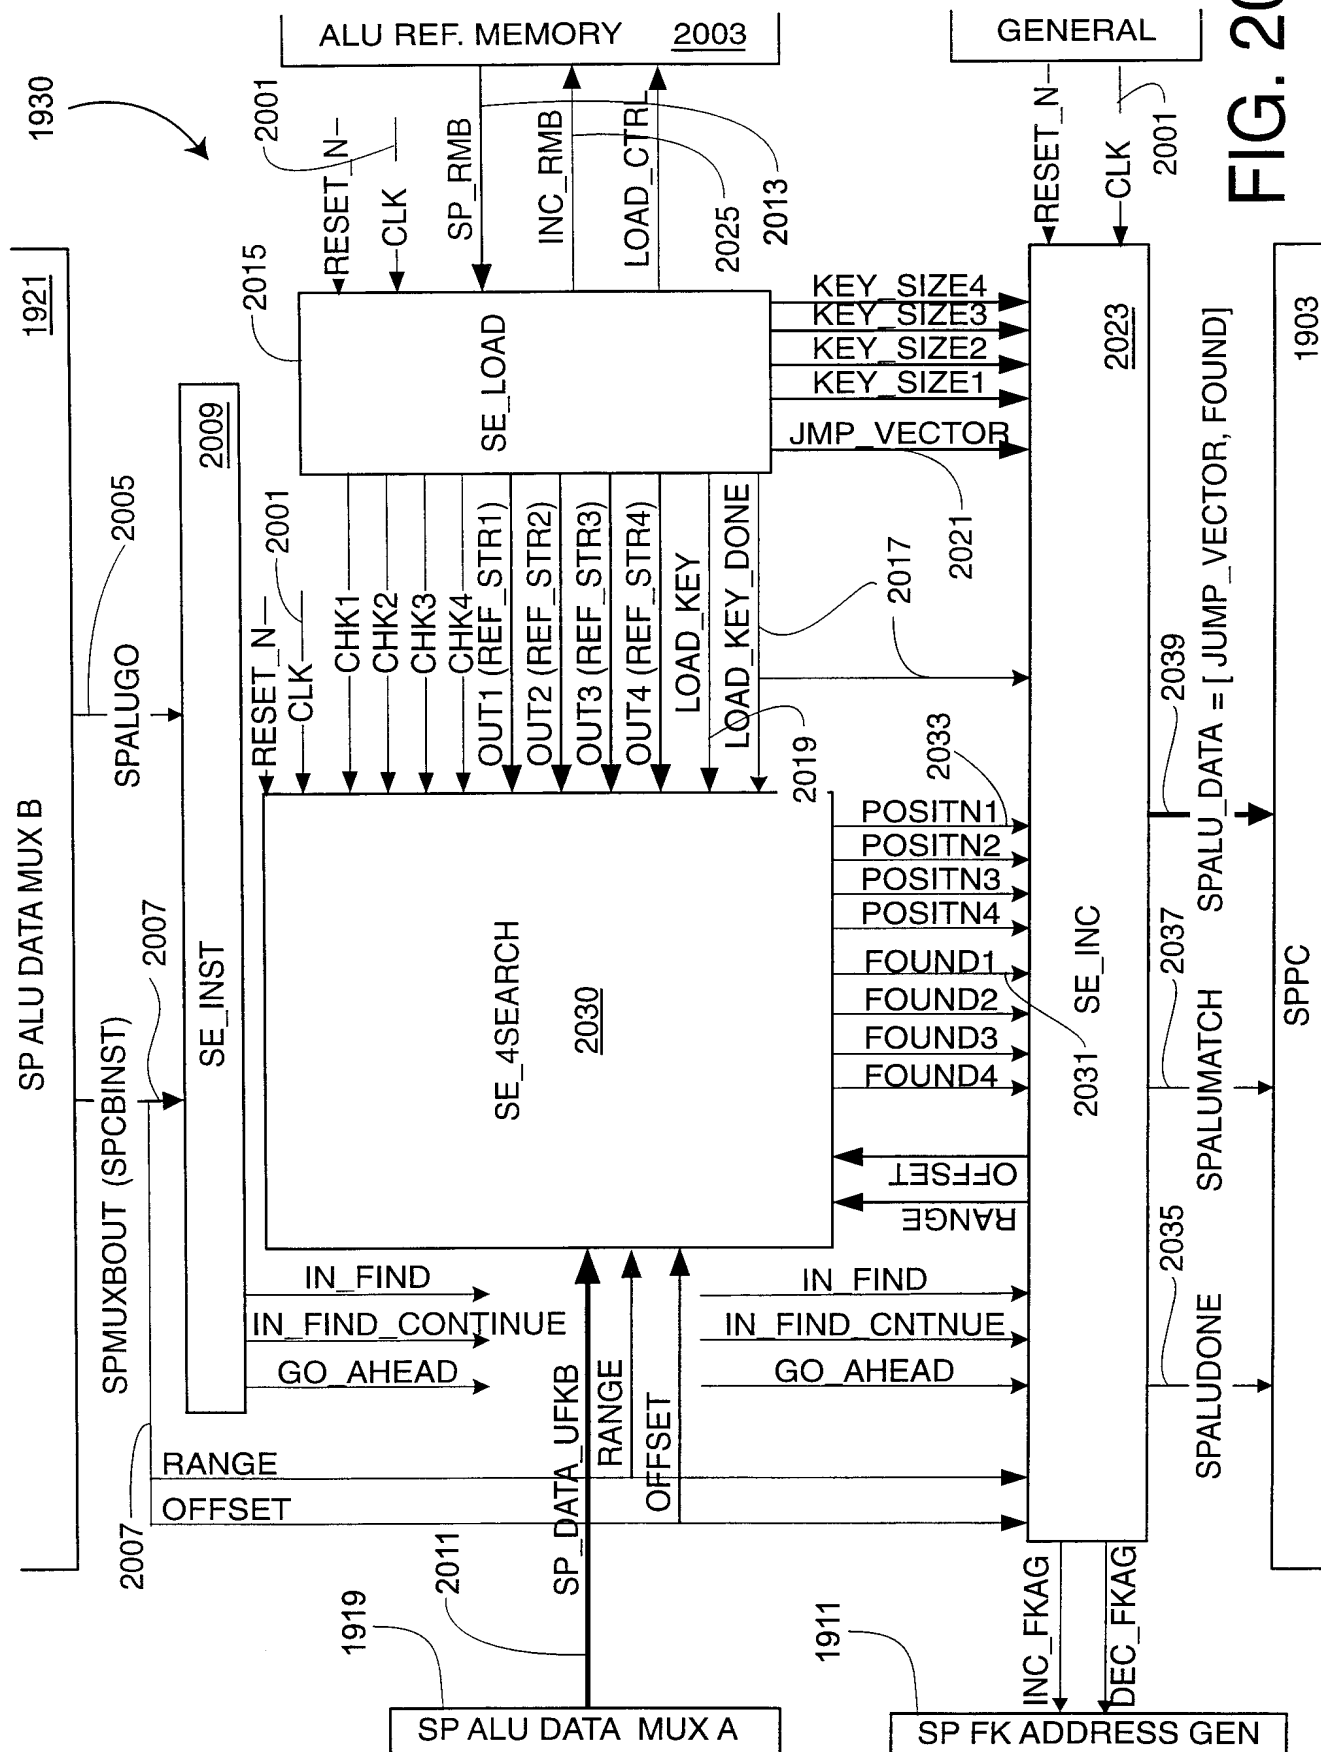 1930
ALU REF. MEMORY 2003
GENERAL
FIG. 20
SP ALU DATA MUX B
1921
SPMUXBOUT (SPCBINST)
2007
SPALUGO
2005
2007
SE_INST
2009
RESET_N
CLK
2001
2015
RESET_N
CLK
2001
SP_RMB
INC_RMB
LOAD_CTRL
2025
2013
SE_LOAD
CHK1
CHK2
CHK3
CHK4
OUT1 (REF_STR1)
OUT2 (REF_STR2)
OUT3 (REF_STR3)
OUT4 (REF_STR4)
LOAD_KEY
LOAD_KEY_DONE
2019
2017
KEY_SIZE4
KEY_SIZE3
KEY_SIZE2
KEY_SIZE1
JMP_VECTOR
2021
RESET_N
CLK
2001
SE_4SEARCH
2030
IN_FIND
IN_FIND_CONTINUE
GO_AHEAD
RANGE
OFFSET
SP_DATA_UFKB
RANGE
OFFSET
2011
1919
SP ALU DATA MUX A
POSITN1
POSITN2
POSITN3
POSITN4
2033
FOUND1
FOUND2
FOUND3
FOUND4
2031
OFFSET
RANGE
IN_FIND
IN_FIND_CNTNUE
GO_AHEAD
SE_INC
2023
INC_FKAG
DEC_FKAG
1911
SP FK ADDRESS GEN
SPALUDONE
2035
SPALUMATCH
2037
SPALU_DATA = [ JUMP_VECTOR, FOUND]
2039
SPPC
1903